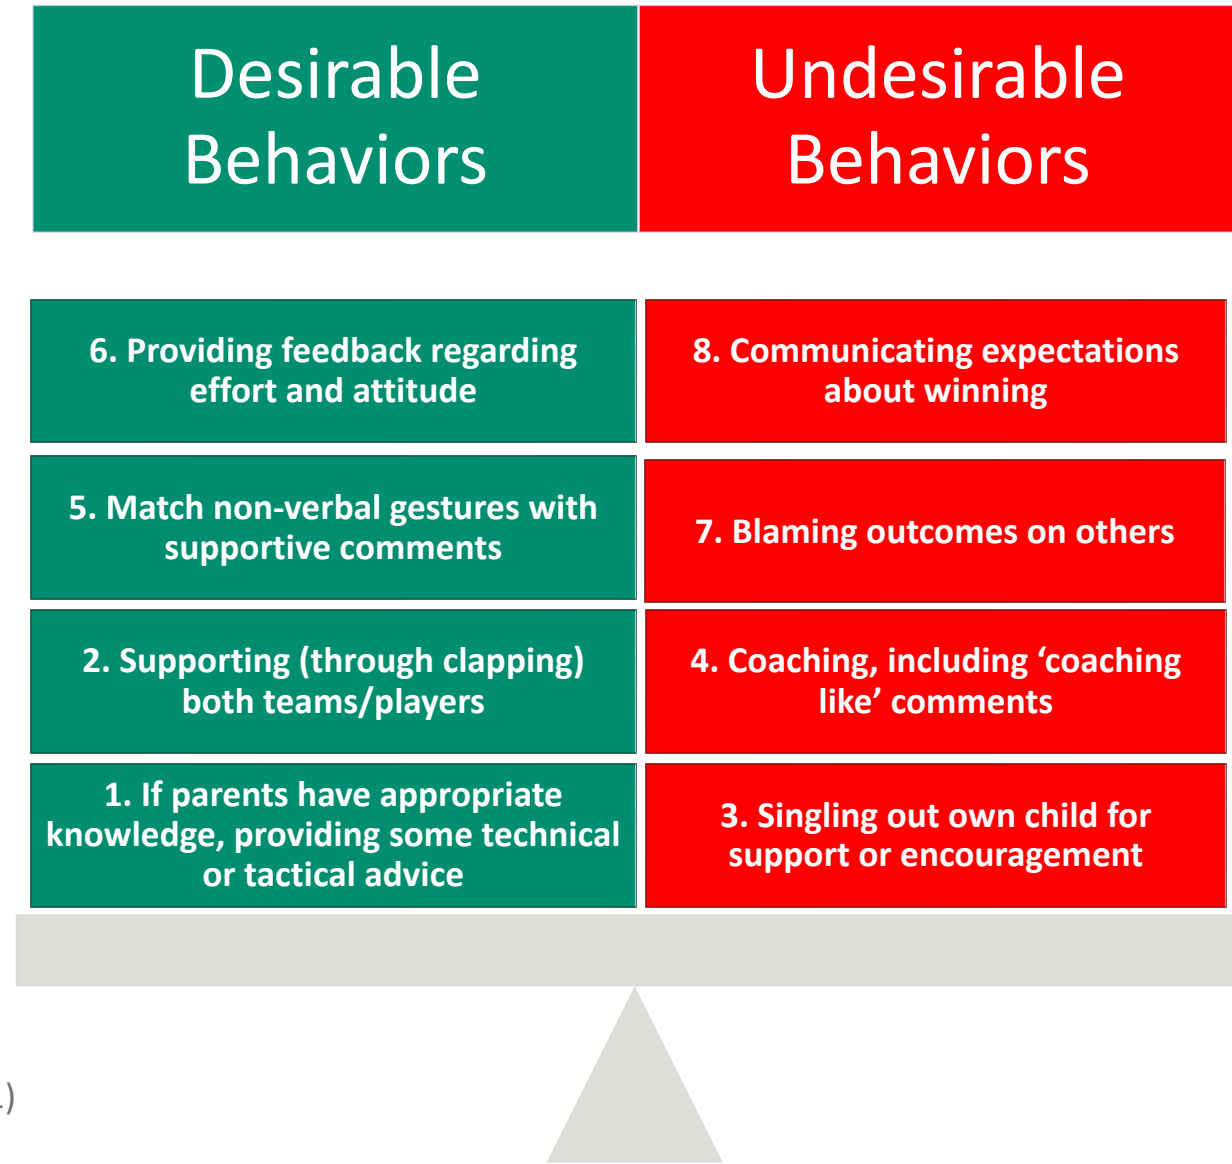 Desirable
Behaviors
Undesirable
Behaviors
6. Providing feedback regarding
effort and attitude
8. Communicating expectations
about winning
5. Match non-verbal gestures with
supportive comments
7. Blaming outcomes on others
2. Supporting (through clapping)
both teams/players
4. Coaching, including ‘coaching
like’ comments
1. If parents have appropriate
knowledge, providing some technical
or tactical advice
3. Singling out own child for
support or encouragement
.)